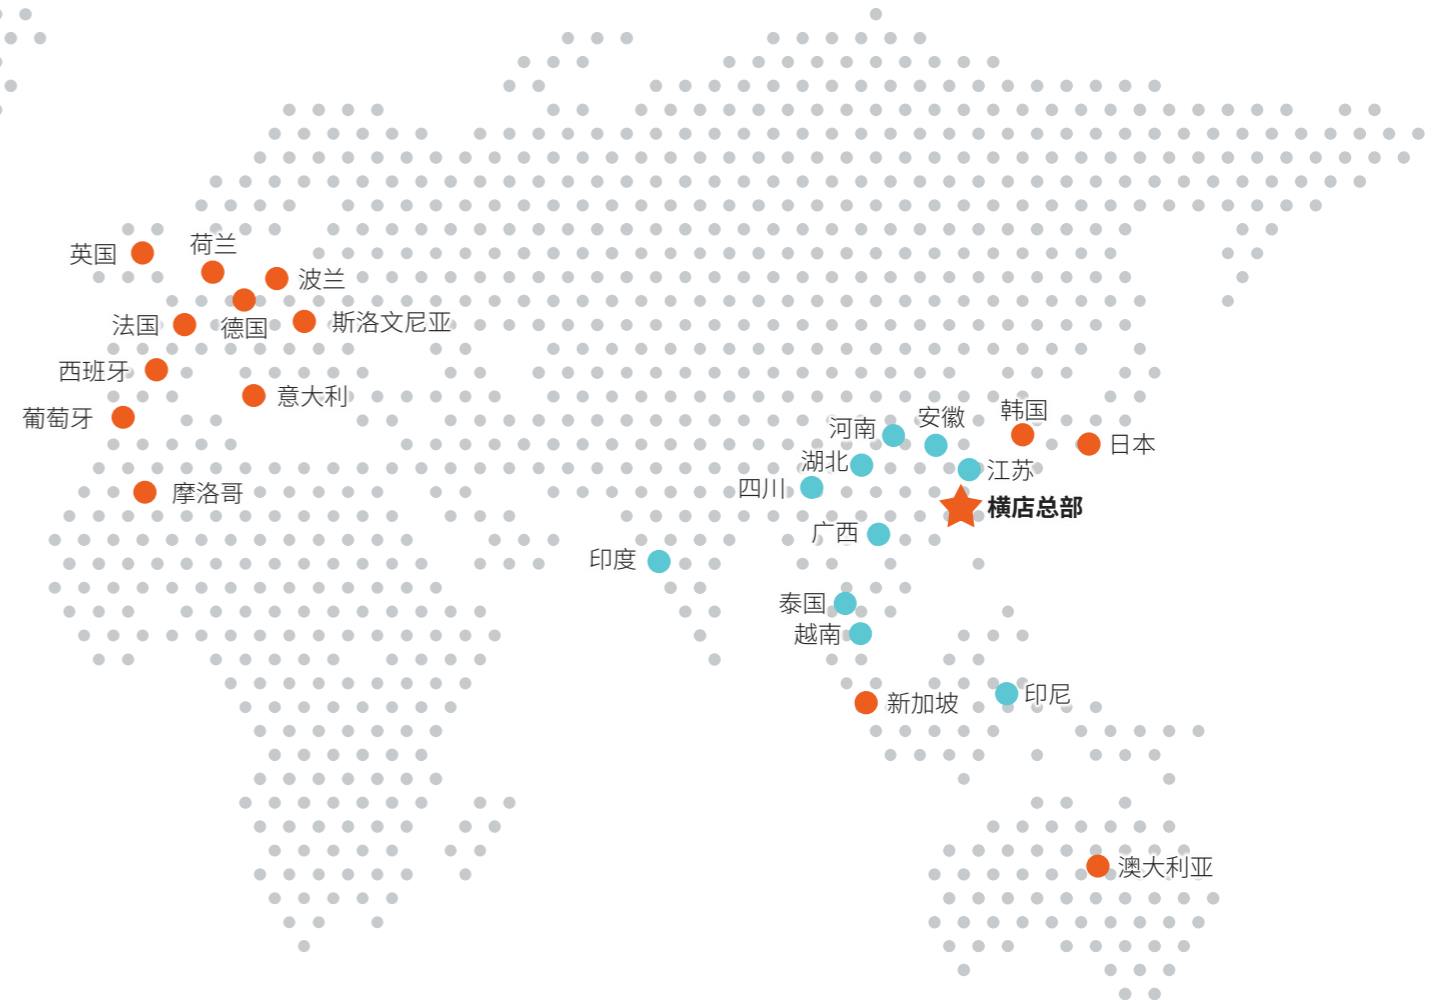 英国
荷兰
波兰
法国
德国
斯洛文尼亚
西班牙
意大利
葡萄牙
摩洛哥
河南
安徽
韩国
日本
湖北
江苏
四川
横店总部
广西
印度
泰国
越南
新加坡
印尼
澳大利亚